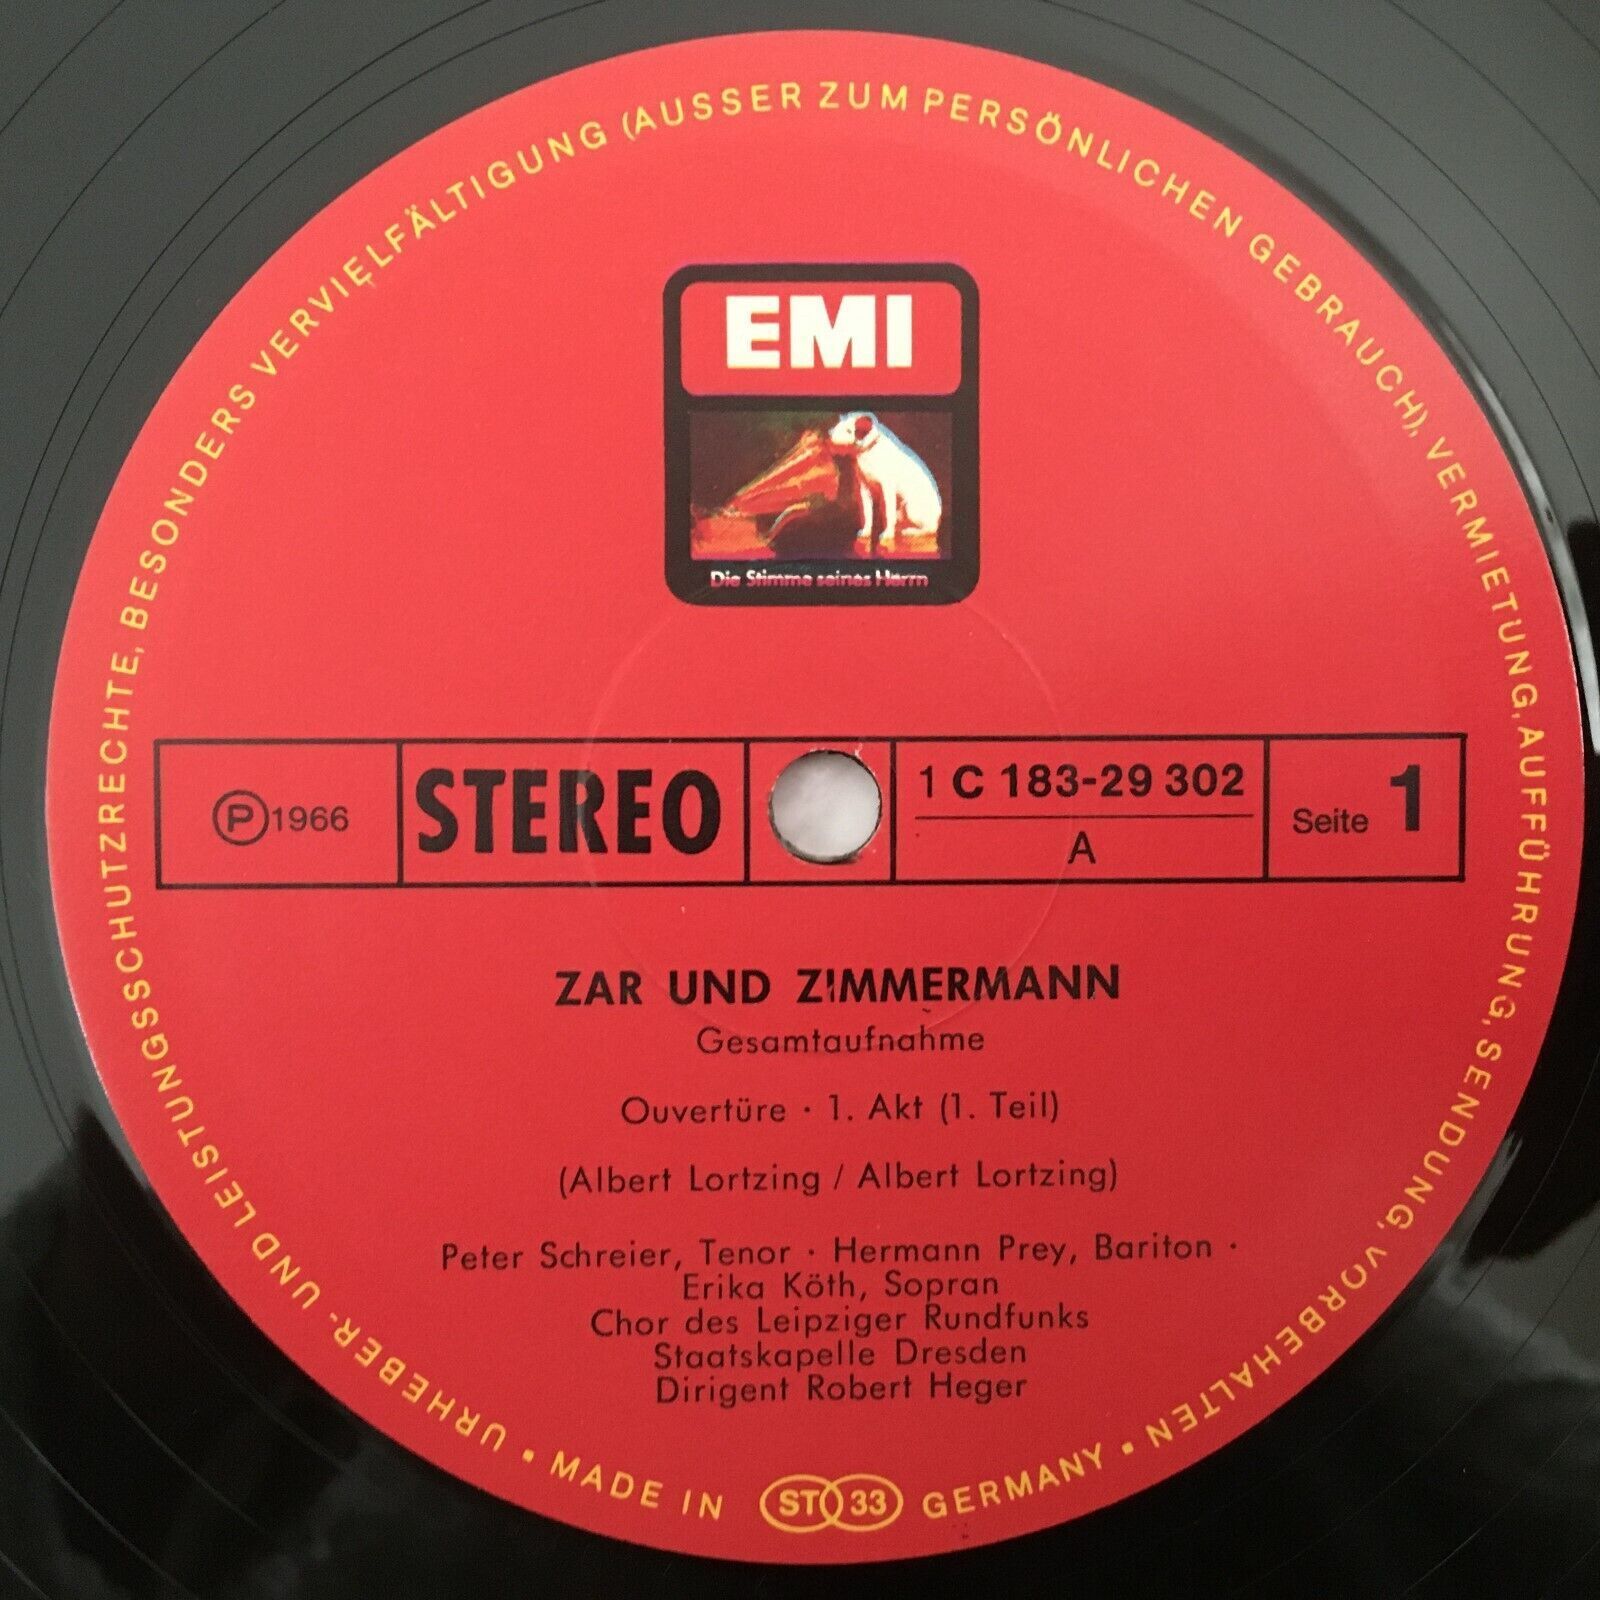 URHEBER- UND LEISTUNGSSCHUTZRECHTE, BESONDERS VERVIELFÄLTIGUNG (AUSSER ZUM PERSÖNLICHEN GEBRAUCH), VERMIETUNG, AUFFÜHRUNG, SENDUNG, VORBEHALTEN •
EMI
Die Stimme seines Herrn
Ⓟ1966
STEREO
1 C 183-29 302
A
Seite 1
ZAR UND ZIMMERMANN
Gesamtaufnahme
Ouvertüre · 1. Akt (1. Teil)
(Albert Lortzing / Albert Lortzing)
Peter Schreier, Tenor · Hermann Prey, Bariton ·
Erika Köth, Sopran
Chor des Leipziger Rundfunks
Staatskapelle Dresden
Dirigent Robert Heger
• MADE IN ST 33 GERMANY